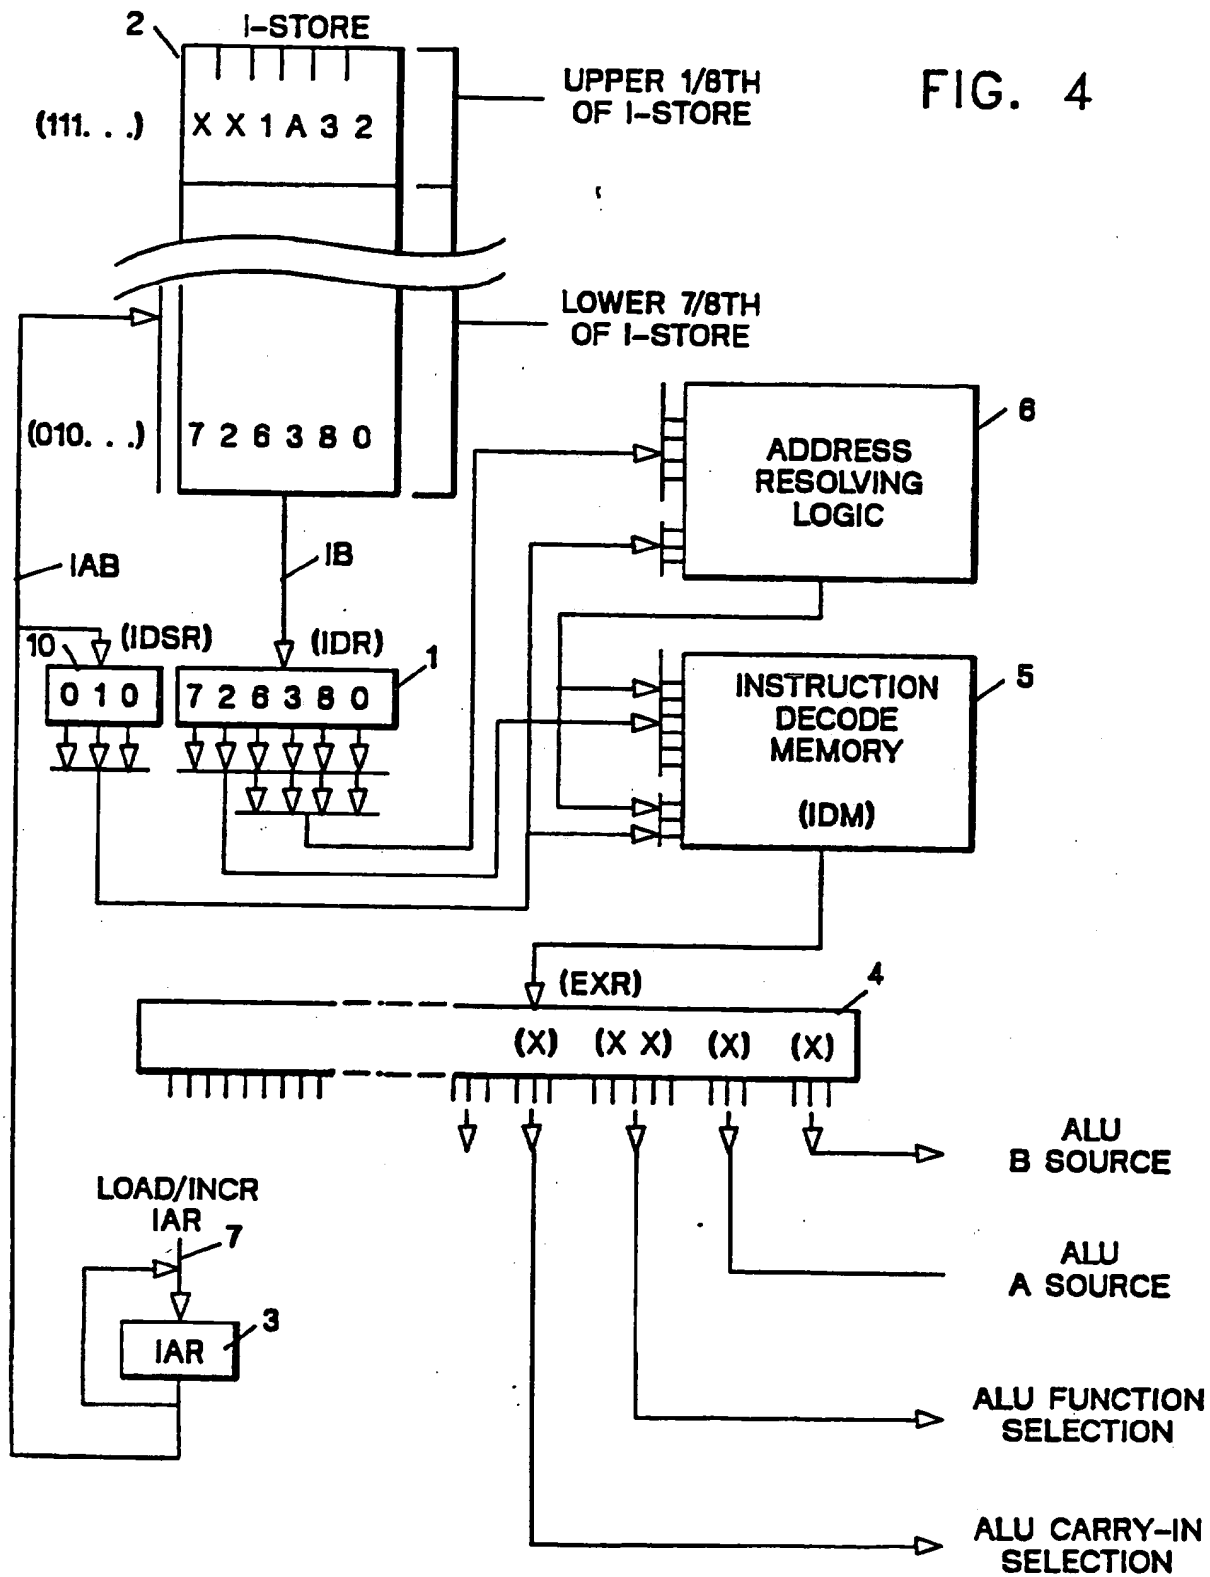 2
I-STORE
FIG. 4
UPPER 1/8TH
OF I-STORE
(111. . .)
X X 1 A 3 2
LOWER 7/8TH
OF I-STORE
(010. . .)
7 2 6 3 8 0
6
ADDRESS
RESOLVING
LOGIC
IAB
IB
10
(IDSR)
(IDR)
1
0 1 0
7 2 6 3 8 0
5
INSTRUCTION
DECODE
MEMORY
(IDM)
(EXR)
4
(X) (X X) (X) (X)
ALU
B SOURCE
LOAD/INCR
IAR
7
ALU
A SOURCE
3
IAR
ALU FUNCTION
SELECTION
ALU CARRY-IN
SELECTION